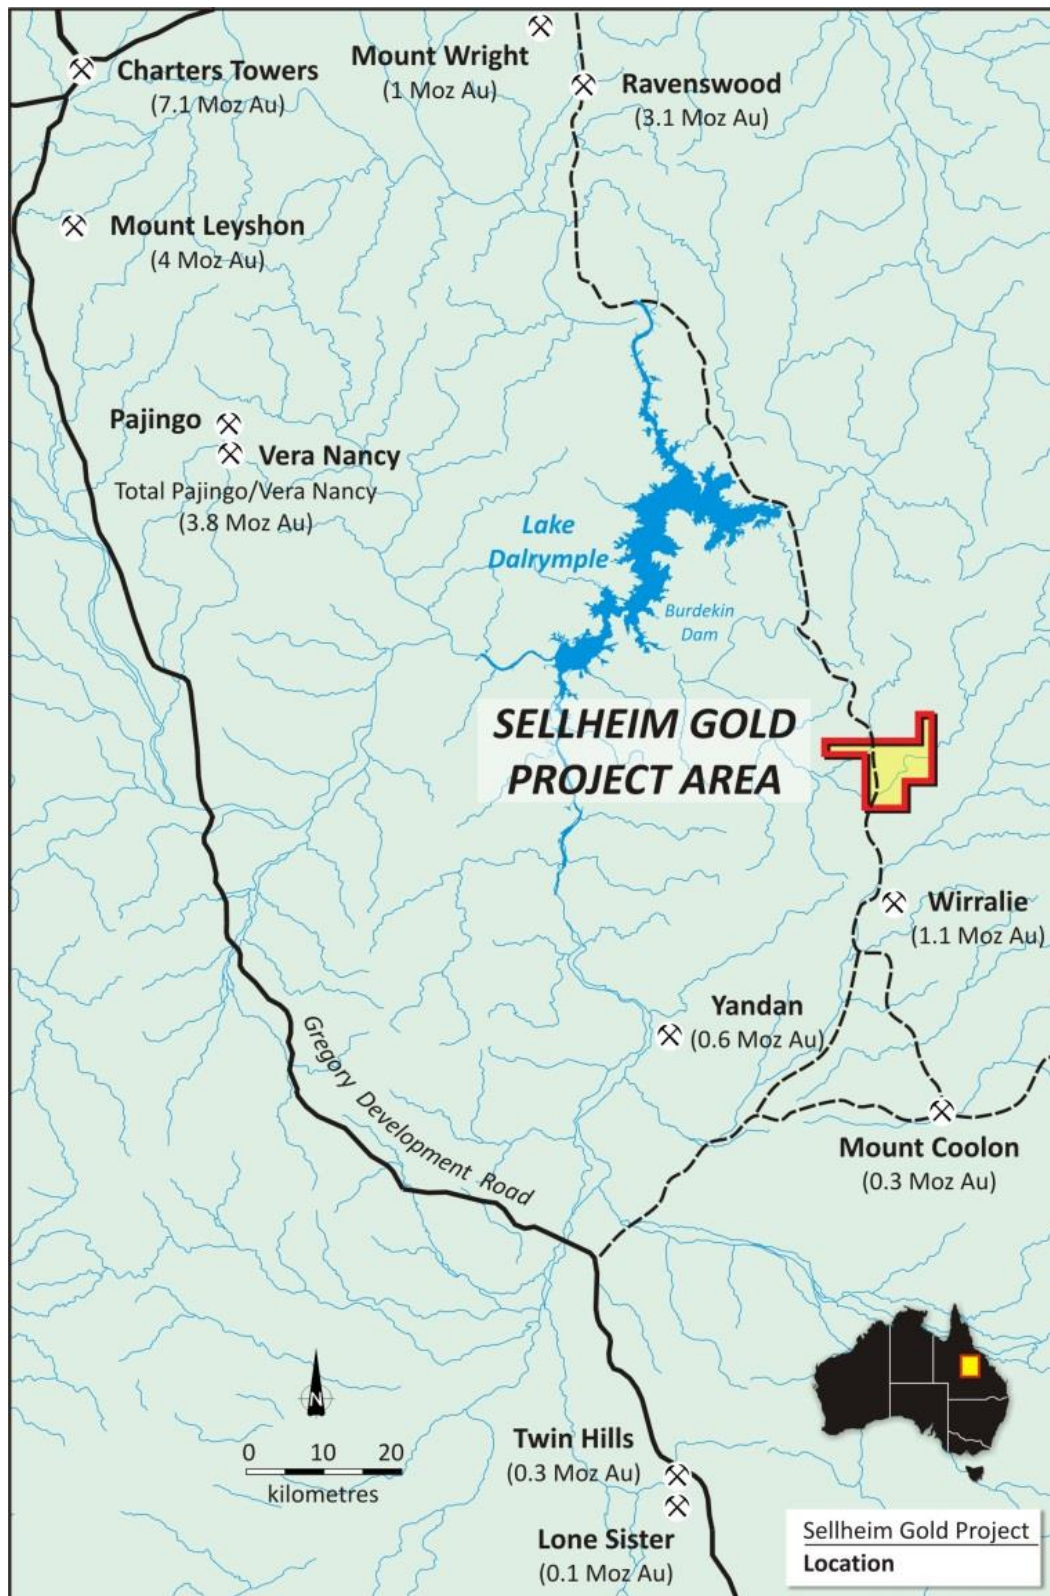 Mount Wright
(1 Moz Au)
Charters Towers
(7.1 Moz Au)
Ravenswood
(3.1 Moz Au)
Mount Leyshon
(4 Moz Au)
Pajingo
Vera Nancy
Total Pajingo/Vera Nancy
(3.8 Moz Au)
Lake
Dalrymple
Burdekin
Dam
SELLHEIM GOLD
PROJECT AREA
Wirralie
(1.1 Moz Au)
Yandan
(0.6 Moz Au)
Gregory Development Road
Mount Coolon
(0.3 Moz Au)
N
0 10 20
kilometres
Twin Hills
(0.3 Moz Au)
Lone Sister
(0.1 Moz Au)
Sellheim Gold Project
Location